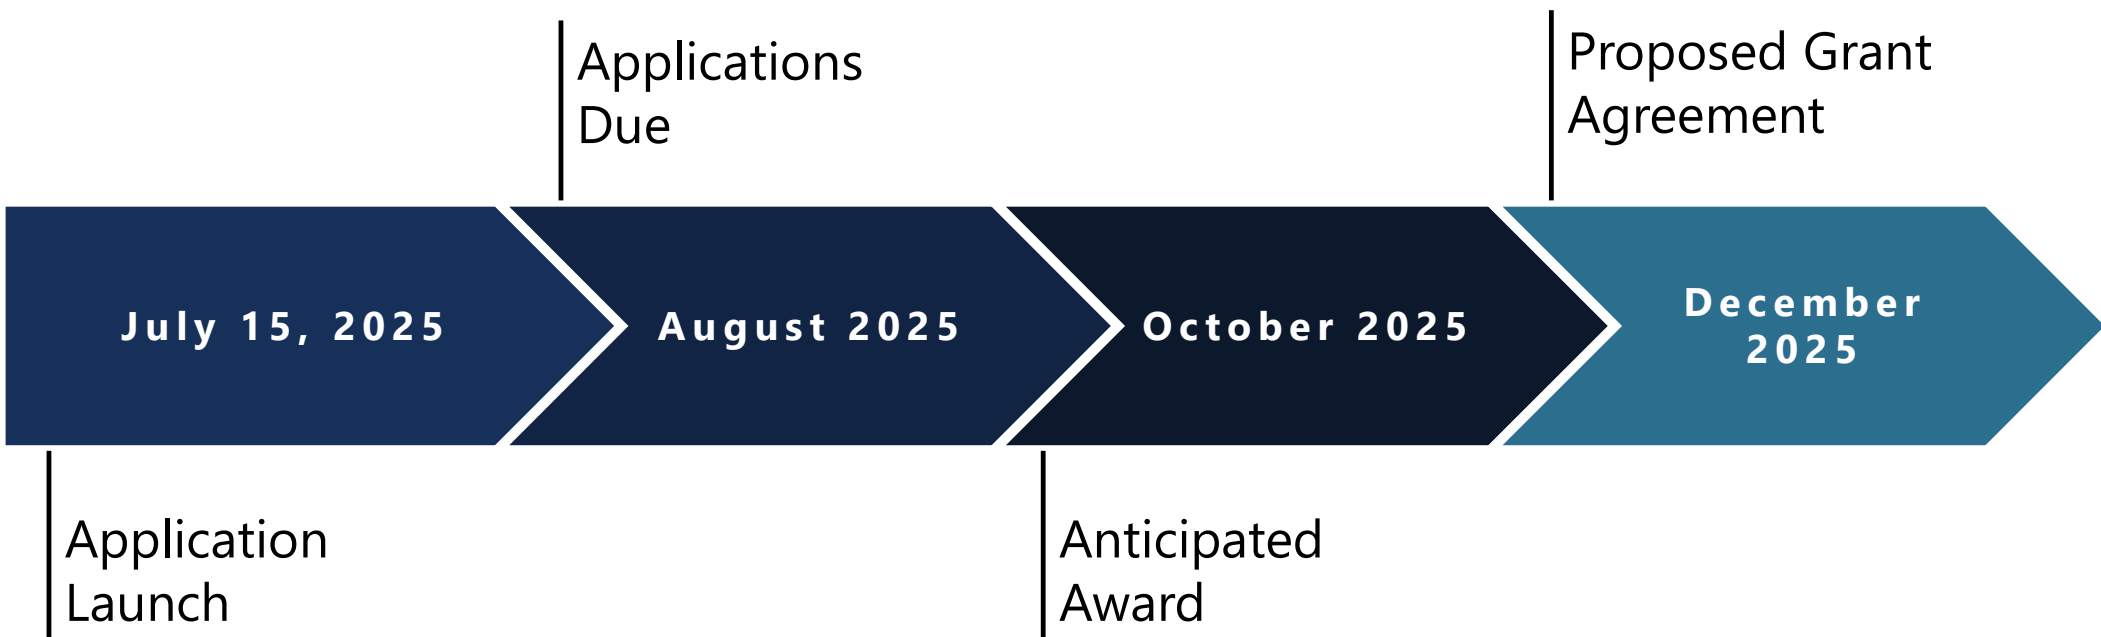 Applications
Due
Proposed Grant
Agreement
July 15, 2025
August 2025
October 2025
December
2025
Application
Launch
Anticipated
Award